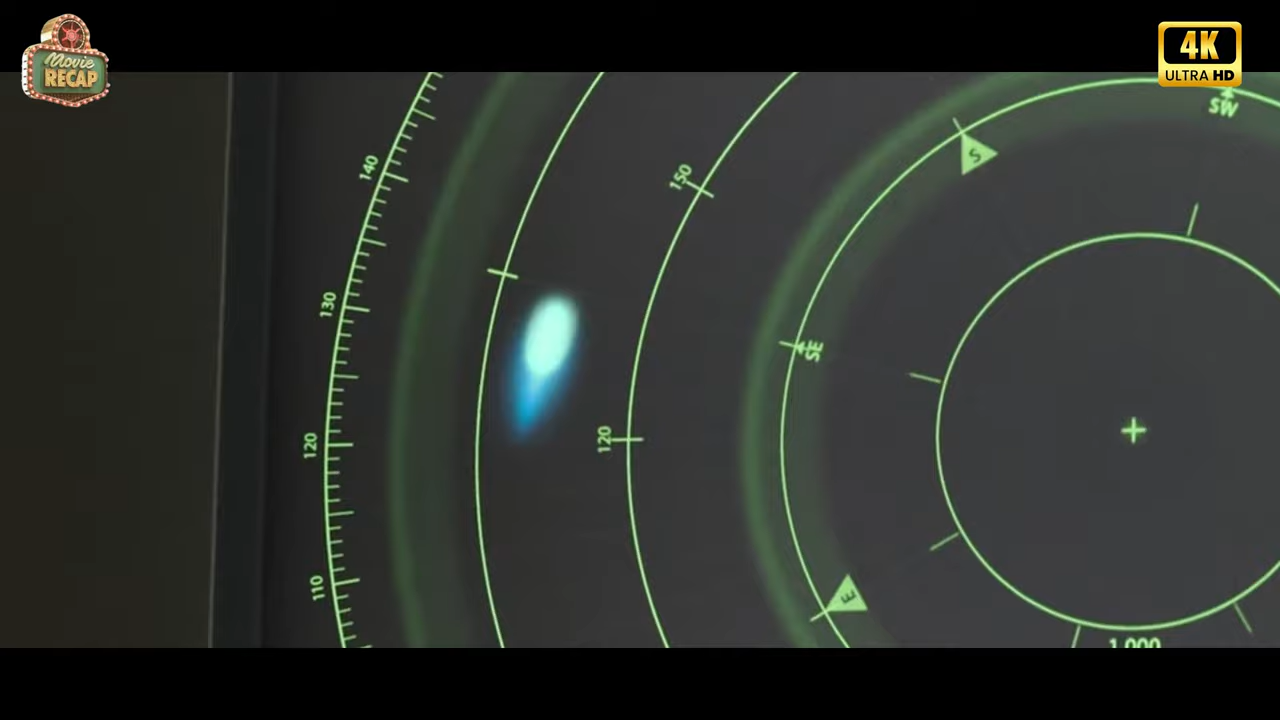 Movie
RECAP
4K
ULTRA HD
SW
140
S
150
130
SE
120
120
E
110
1,000